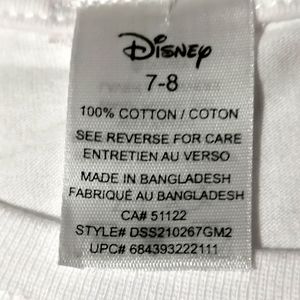 Disney
7-8
100% COTTON / COTON
SEE REVERSE FOR CARE
ENTRETIEN AU VERSO
MADE IN BANGLADESH
FABRIQUÉ AU BANGLADESH
CA# 51122
STYLE# DSS210267GM2
UPC# 684393222111